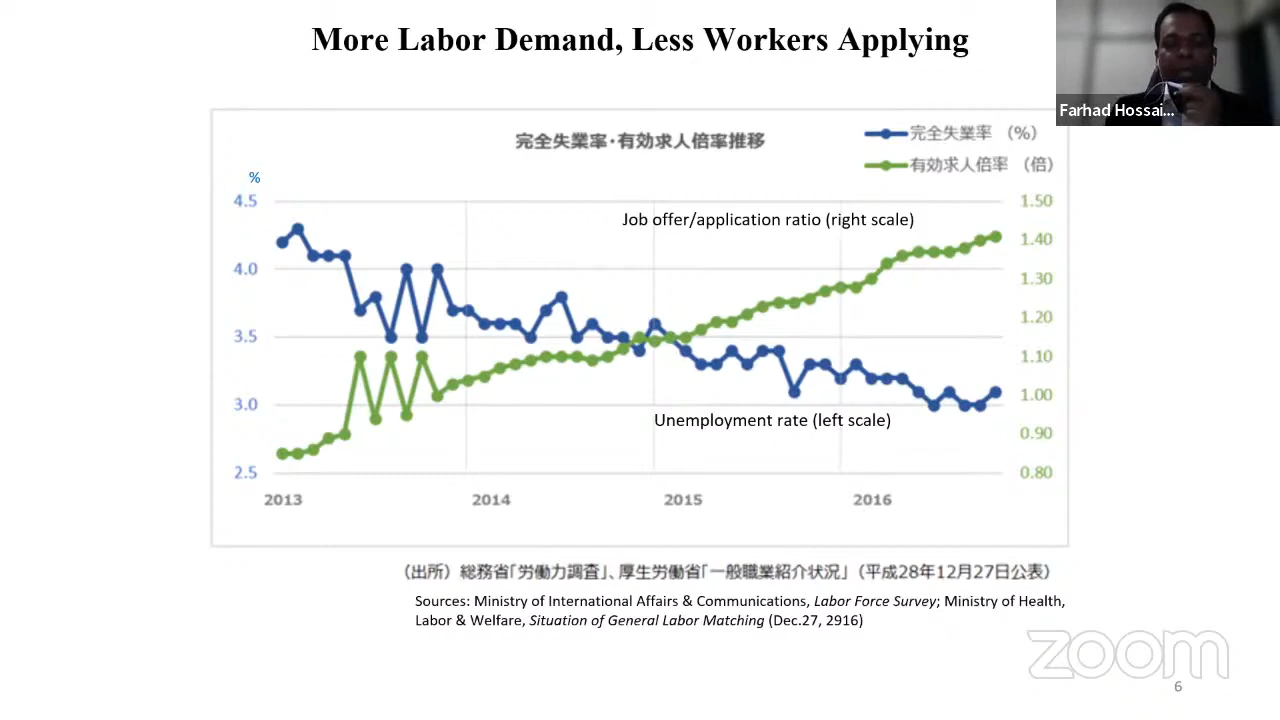 More Labor Demand, Less Workers Applying
Farhad Hossai...
完全失業率・有効求人倍率推移
完全失業率 （%）
有効求人倍率 （倍）
%
4.5
4.0
3.5
3.0
2.5
Job offer/application ratio (right scale)
Unemployment rate (left scale)
1.50
1.40
1.30
1.20
1.10
1.00
0.90
0.80
2013
2014
2015
2016
（出所）総務省「労働力調査」、厚生労働省「一般職業紹介状況」（平成28年12月27日公表）
Sources: Ministry of International Affairs & Communications, Labor Force Survey; Ministry of Health,
Labor & Welfare, Situation of General Labor Matching (Dec.27, 2916)
zoom
6